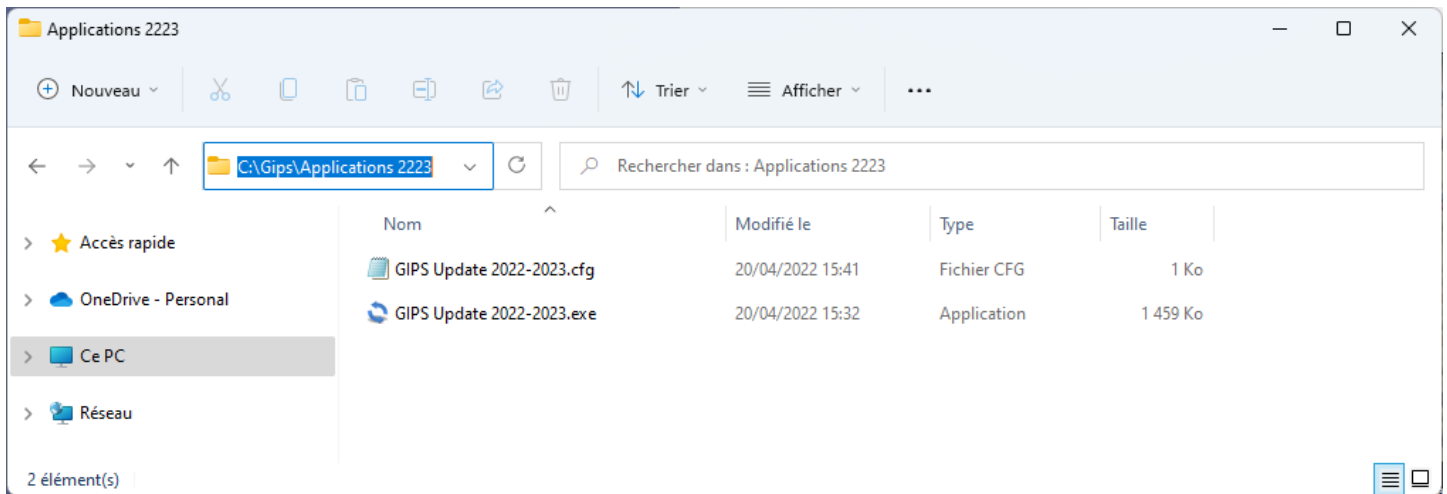 Applications 2223
Nouveau
Trier
Afficher
C:\Gips\Applications 2223
Rechercher dans : Applications 2223
Nom Modifié le Type Taille
Accès rapide
GIPS Update 2022-2023.cfg 20/04/2022 15:41 Fichier CFG 1 Ko
OneDrive - Personal
GIPS Update 2022-2023.exe 20/04/2022 15:32 Application 1 459 Ko
Ce PC
Réseau
2 élément(s)